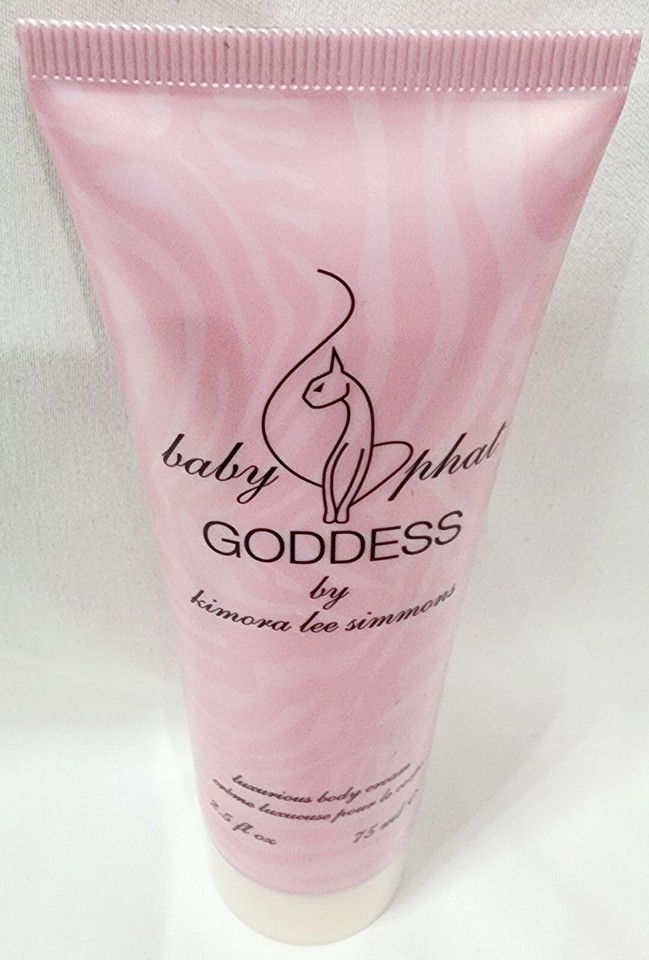 baby phat
GODDESS
by
kimora lee simmons
luxurious body cream
crème luxueuse pour le corps
2.5 fl oz 75 ml e